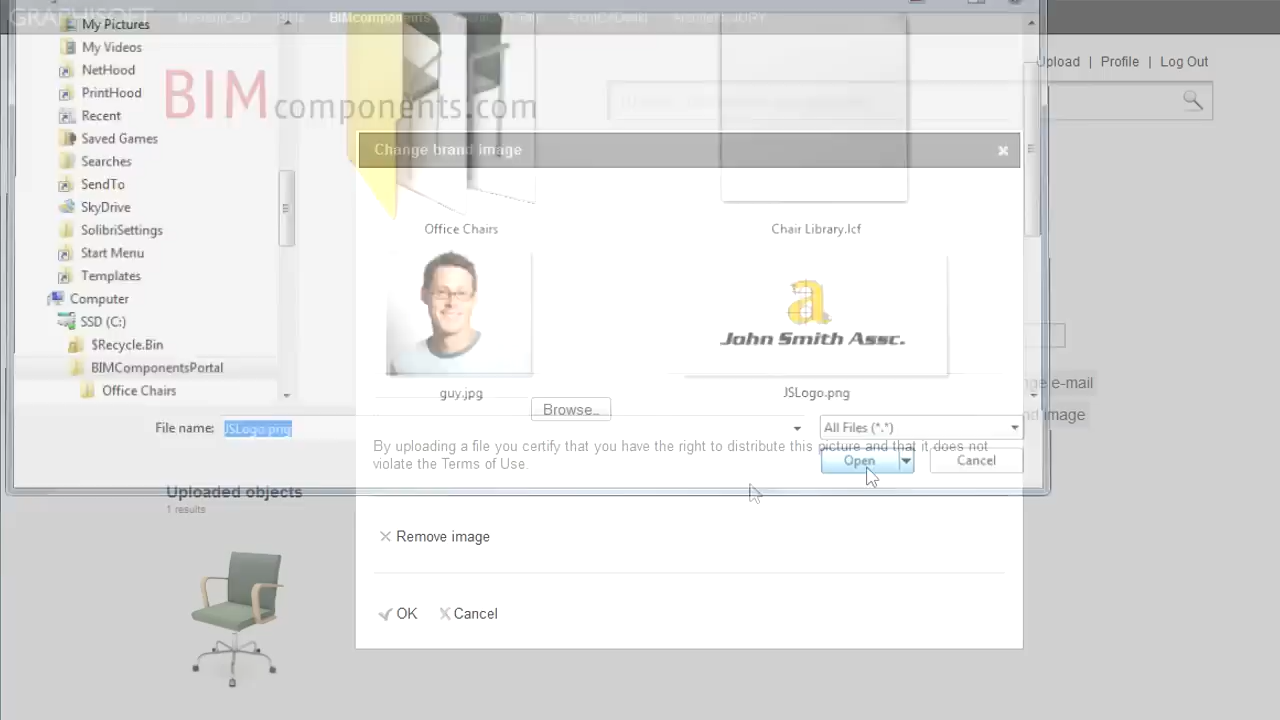 GRAPHISOFT
BIMcomponents
My Pictures
My Videos
NetHood
PrintHood
Recent
Saved Games
Searches
SendTo
SkyDrive
SolibriSettings
Start Menu
Templates
Computer
SSD (C:)
$Recycle.Bin
BIMComponentsPortal
Office Chairs
Upload | Profile | Log Out
BIMcomponents.com
Change brand image
Office Chairs
Chair Library.lcf
a
John Smith Assc.
guy.jpg
JSLogo.png
Browse..
File name: JSLogo.png
All Files (*.*)
By uploading a file you certify that you have the right to distribute this picture and that it does not
violate the Terms of Use.
Open
Cancel
ge e-mail
nd image
Uploaded objects
1 results
Remove image
OK
Cancel